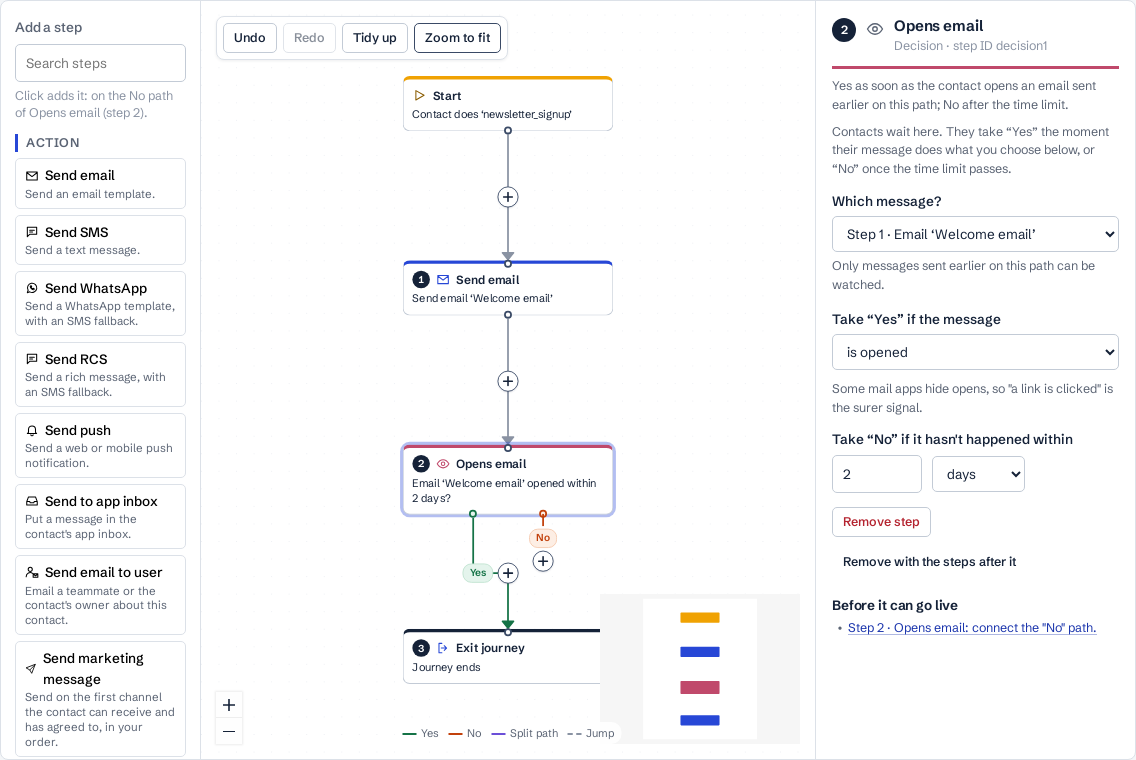 Add a step
Search steps
Click adds it: on the No path
of Opens email (step 2).
ACTION
Send email
Send an email template.
Send SMS
Send a text message.
Send WhatsApp
Send a WhatsApp template,
with an SMS fallback.
Send RCS
Send a rich message, with
an SMS fallback.
Send push
Send a web or mobile push
notification.
Send to app inbox
Put a message in the
contact's app inbox.
Send email to user
Email a teammate or the
contact's owner about this
contact.
Send marketing
message
Send on the first channel
the contact can receive and
has agreed to, in your
order.
Undo
Redo
Tidy up
Zoom to fit
Start
Contact does ‘newsletter_signup’
1 Send email
Send email ‘Welcome email’
2 Opens email
Email ‘Welcome email’ opened within
2 days?
No
Yes
3 Exit journey
Journey ends
Yes
No
Split path
Jump
2 Opens email
Decision · step ID decision1
Yes as soon as the contact opens an email sent
earlier on this path; No after the time limit.
Contacts wait here. They take “Yes” the moment
their message does what you choose below, or
“No” once the time limit passes.
Which message?
Step 1 · Email ‘Welcome email’
Only messages sent earlier on this path can be
watched.
Take “Yes” if the message
is opened
Some mail apps hide opens, so "a link is clicked" is
the surer signal.
Take “No” if it hasn't happened within
2 days
Remove step
Remove with the steps after it
Before it can go live
• Step 2 · Opens email: connect the "No" path.